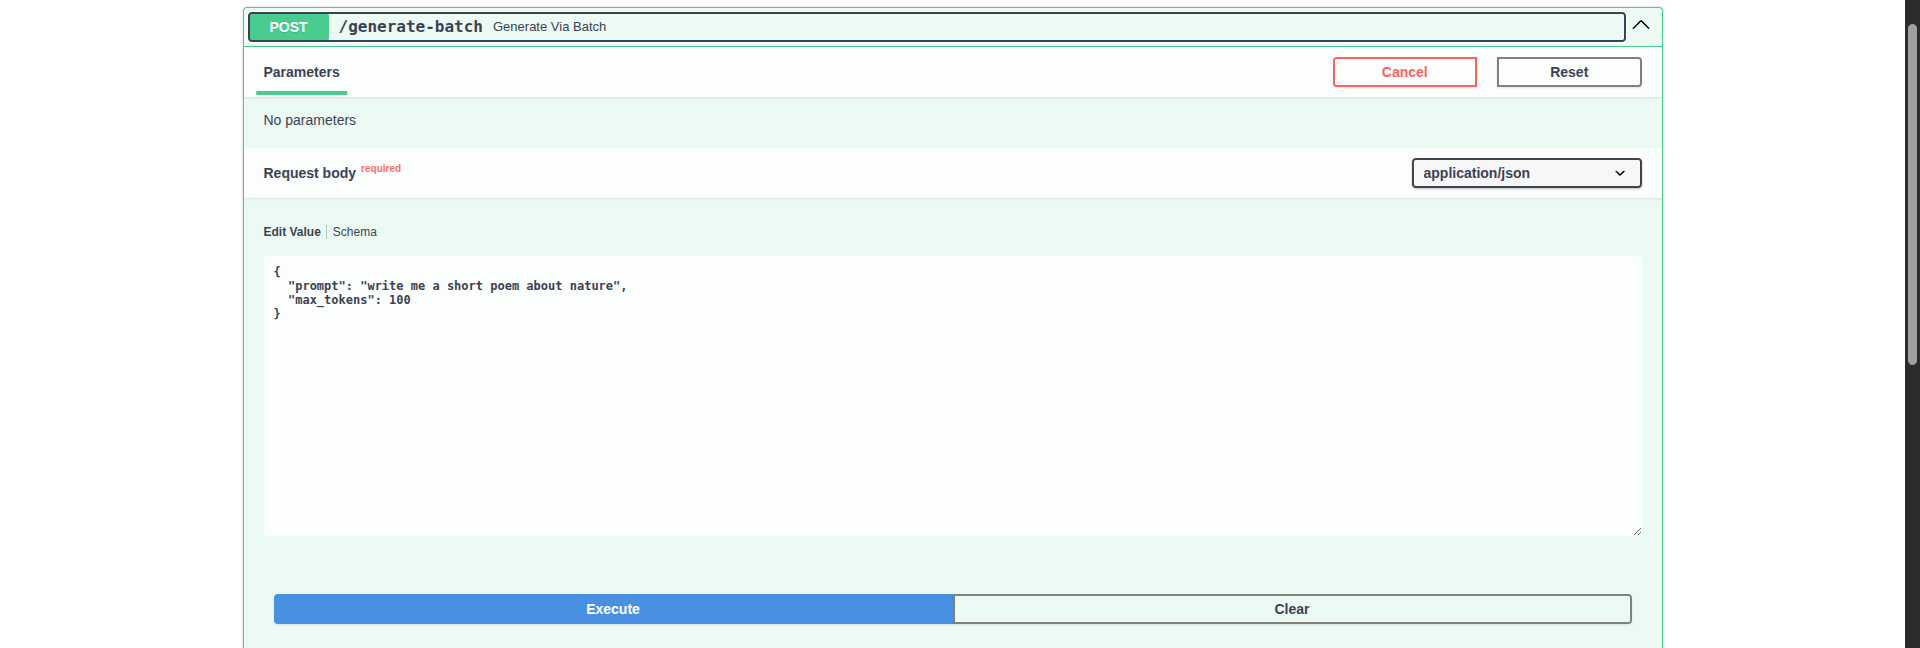 POST /generate-batch Generate Via Batch
Parameters
Cancel
Reset
No parameters
Request body required
application/json
Edit Value | Schema
{
  "prompt": "write me a short poem about nature",
  "max_tokens": 100
}
Execute
Clear